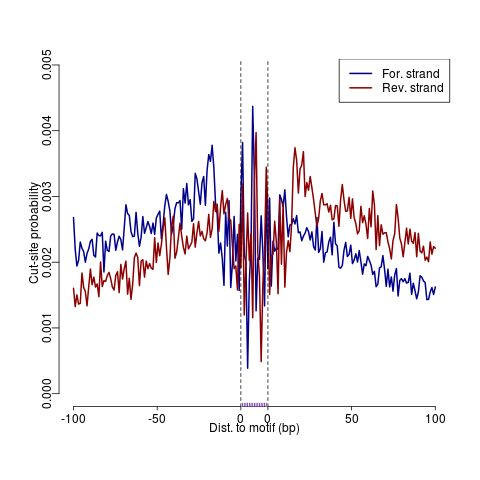 For. strand
Rev. strand
0.005
0.004
0.003
0.002
0.001
0.000
Cut-site probability
-100 -50 0 0 50 100
Dist. to motif (bp)